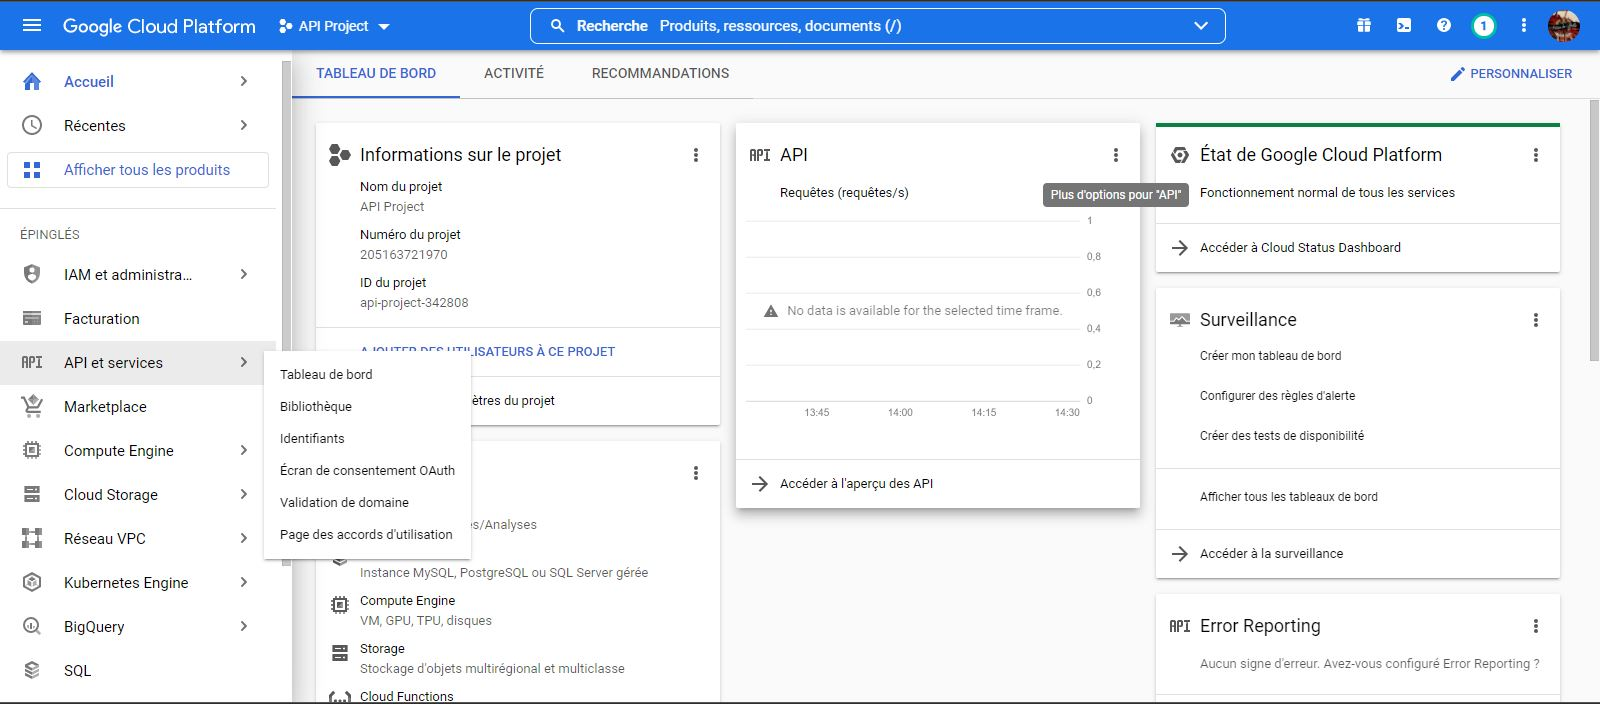 Google Cloud Platform
API Project
Recherche Produits, ressources, documents (/)
1
Accueil
Récentes
Afficher tous les produits
ÉPINGLÉS
IAM et administra...
Facturation
API et services
Marketplace
Compute Engine
Cloud Storage
Réseau VPC
Kubernetes Engine
BigQuery
SQL
Tableau de bord
Bibliothèque
Identifiants
Écran de consentement OAuth
Validation de domaine
Page des accords d'utilisation
TABLEAU DE BORD
ACTIVITÉ
RECOMMANDATIONS
PERSONNALISER
Informations sur le projet
Nom du projet
API Project
Numéro du projet
205163721970
ID du projet
api-project-342808
AJOUTER DES UTILISATEURS À CE PROJET
du projet
s/Analyses
Instance MySQL, PostgreSQL ou SQL Server gérée
Compute Engine
VM, GPU, TPU, disques
Storage
Stockage d'objets multirégional et multiclasse
Cloud Functions
API API
Requêtes (requêtes/s)
Plus d'options pour "API"
1
0,8
0,6
No data is available for the selected time frame.
0,4
0,2
0
13:45 14:00 14:15 14:30
Accéder à l'aperçu des API
État de Google Cloud Platform
Fonctionnement normal de tous les services
Accéder à Cloud Status Dashboard
Surveillance
Créer mon tableau de bord
Configurer des règles d'alerte
Créer des tests de disponibilité
Afficher tous les tableaux de bord
Accéder à la surveillance
API Error Reporting
Aucun signe d'erreur. Avez-vous configuré Error Reporting ?